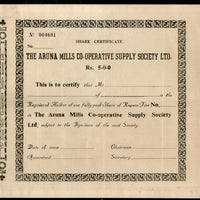 № 004601
SHARE CERTIFICATE.
No.
THE ARUNA MILLS CO-OPERATIVE SUPPLY SOCIETY LTD.
Rs. 5-0-0
This is to certify that Mr
of is the
Registered Holder of one fully paid Share of Rupees Five No.
in The Aruna Mills Co-operative Supply Society
Ltd. subject to the Bye-laws of the said Society.
Date of issue Chairman
Countersigned Secretary